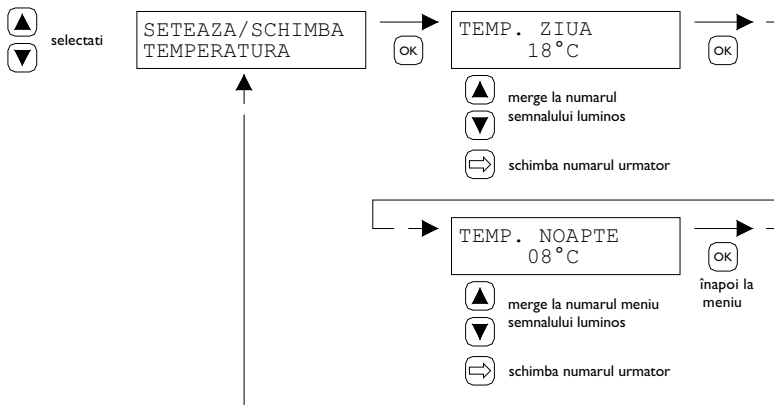 selectati
SETEAZA/SCHIMBA
TEMPERATURA
OK
TEMP. ZIUA
18°C
OK
merge la numarul
semnalului luminos
schimba numarul urmator
TEMP. NOAPTE
08°C
OK
înapoi la
meniu
merge la numarul meniu
semnalului luminos
schimba numarul urmator